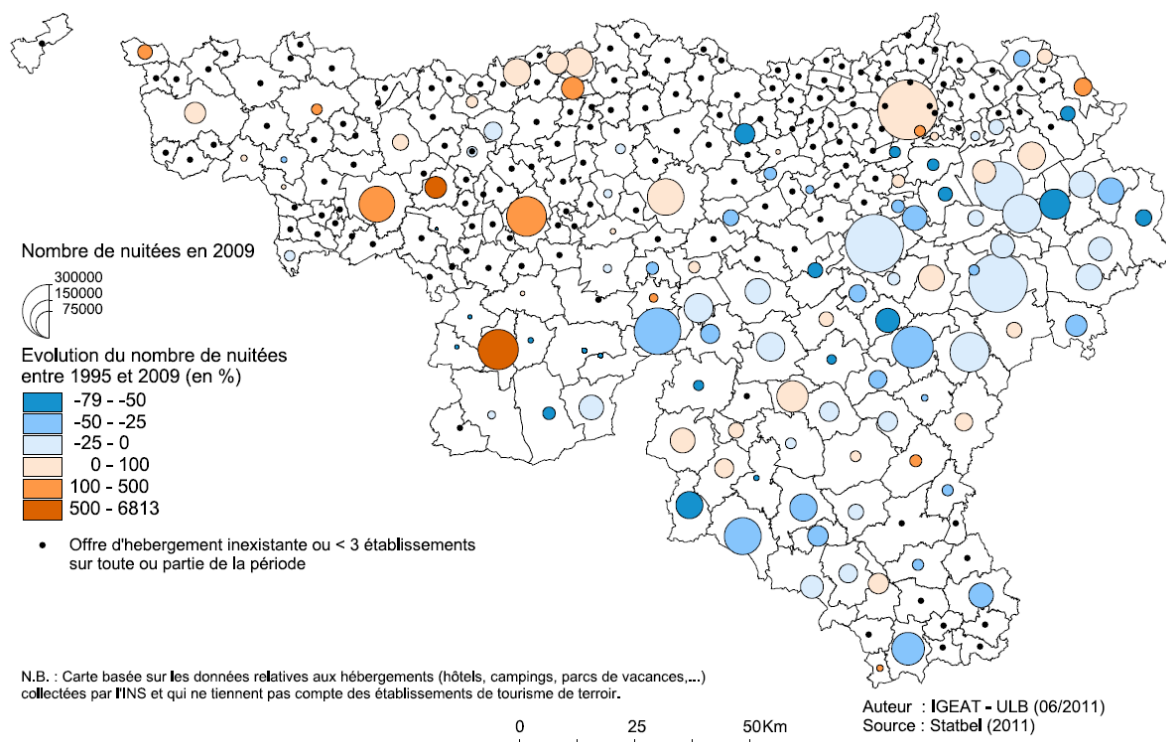 Nombre de nuitées en 2009
300000
150000
75000
Evolution du nombre de nuitées
entre 1995 et 2009 (en %)
-79 - -50
-50 - -25
-25 - 0
0 - 100
100 - 500
500 - 6813
Offre d'hebergement inexistante ou < 3 établissements
sur toute ou partie de la période
N.B. : Carte basée sur les données relatives aux hébergements (hôtels, campings, parcs de vacances,...)
collectées par l'INS et qui ne tiennent pas compte des établissements de tourisme de terroir.
Auteur : IGEAT - ULB (06/2011)
Source : Statbel (2011)
0 25 50Km